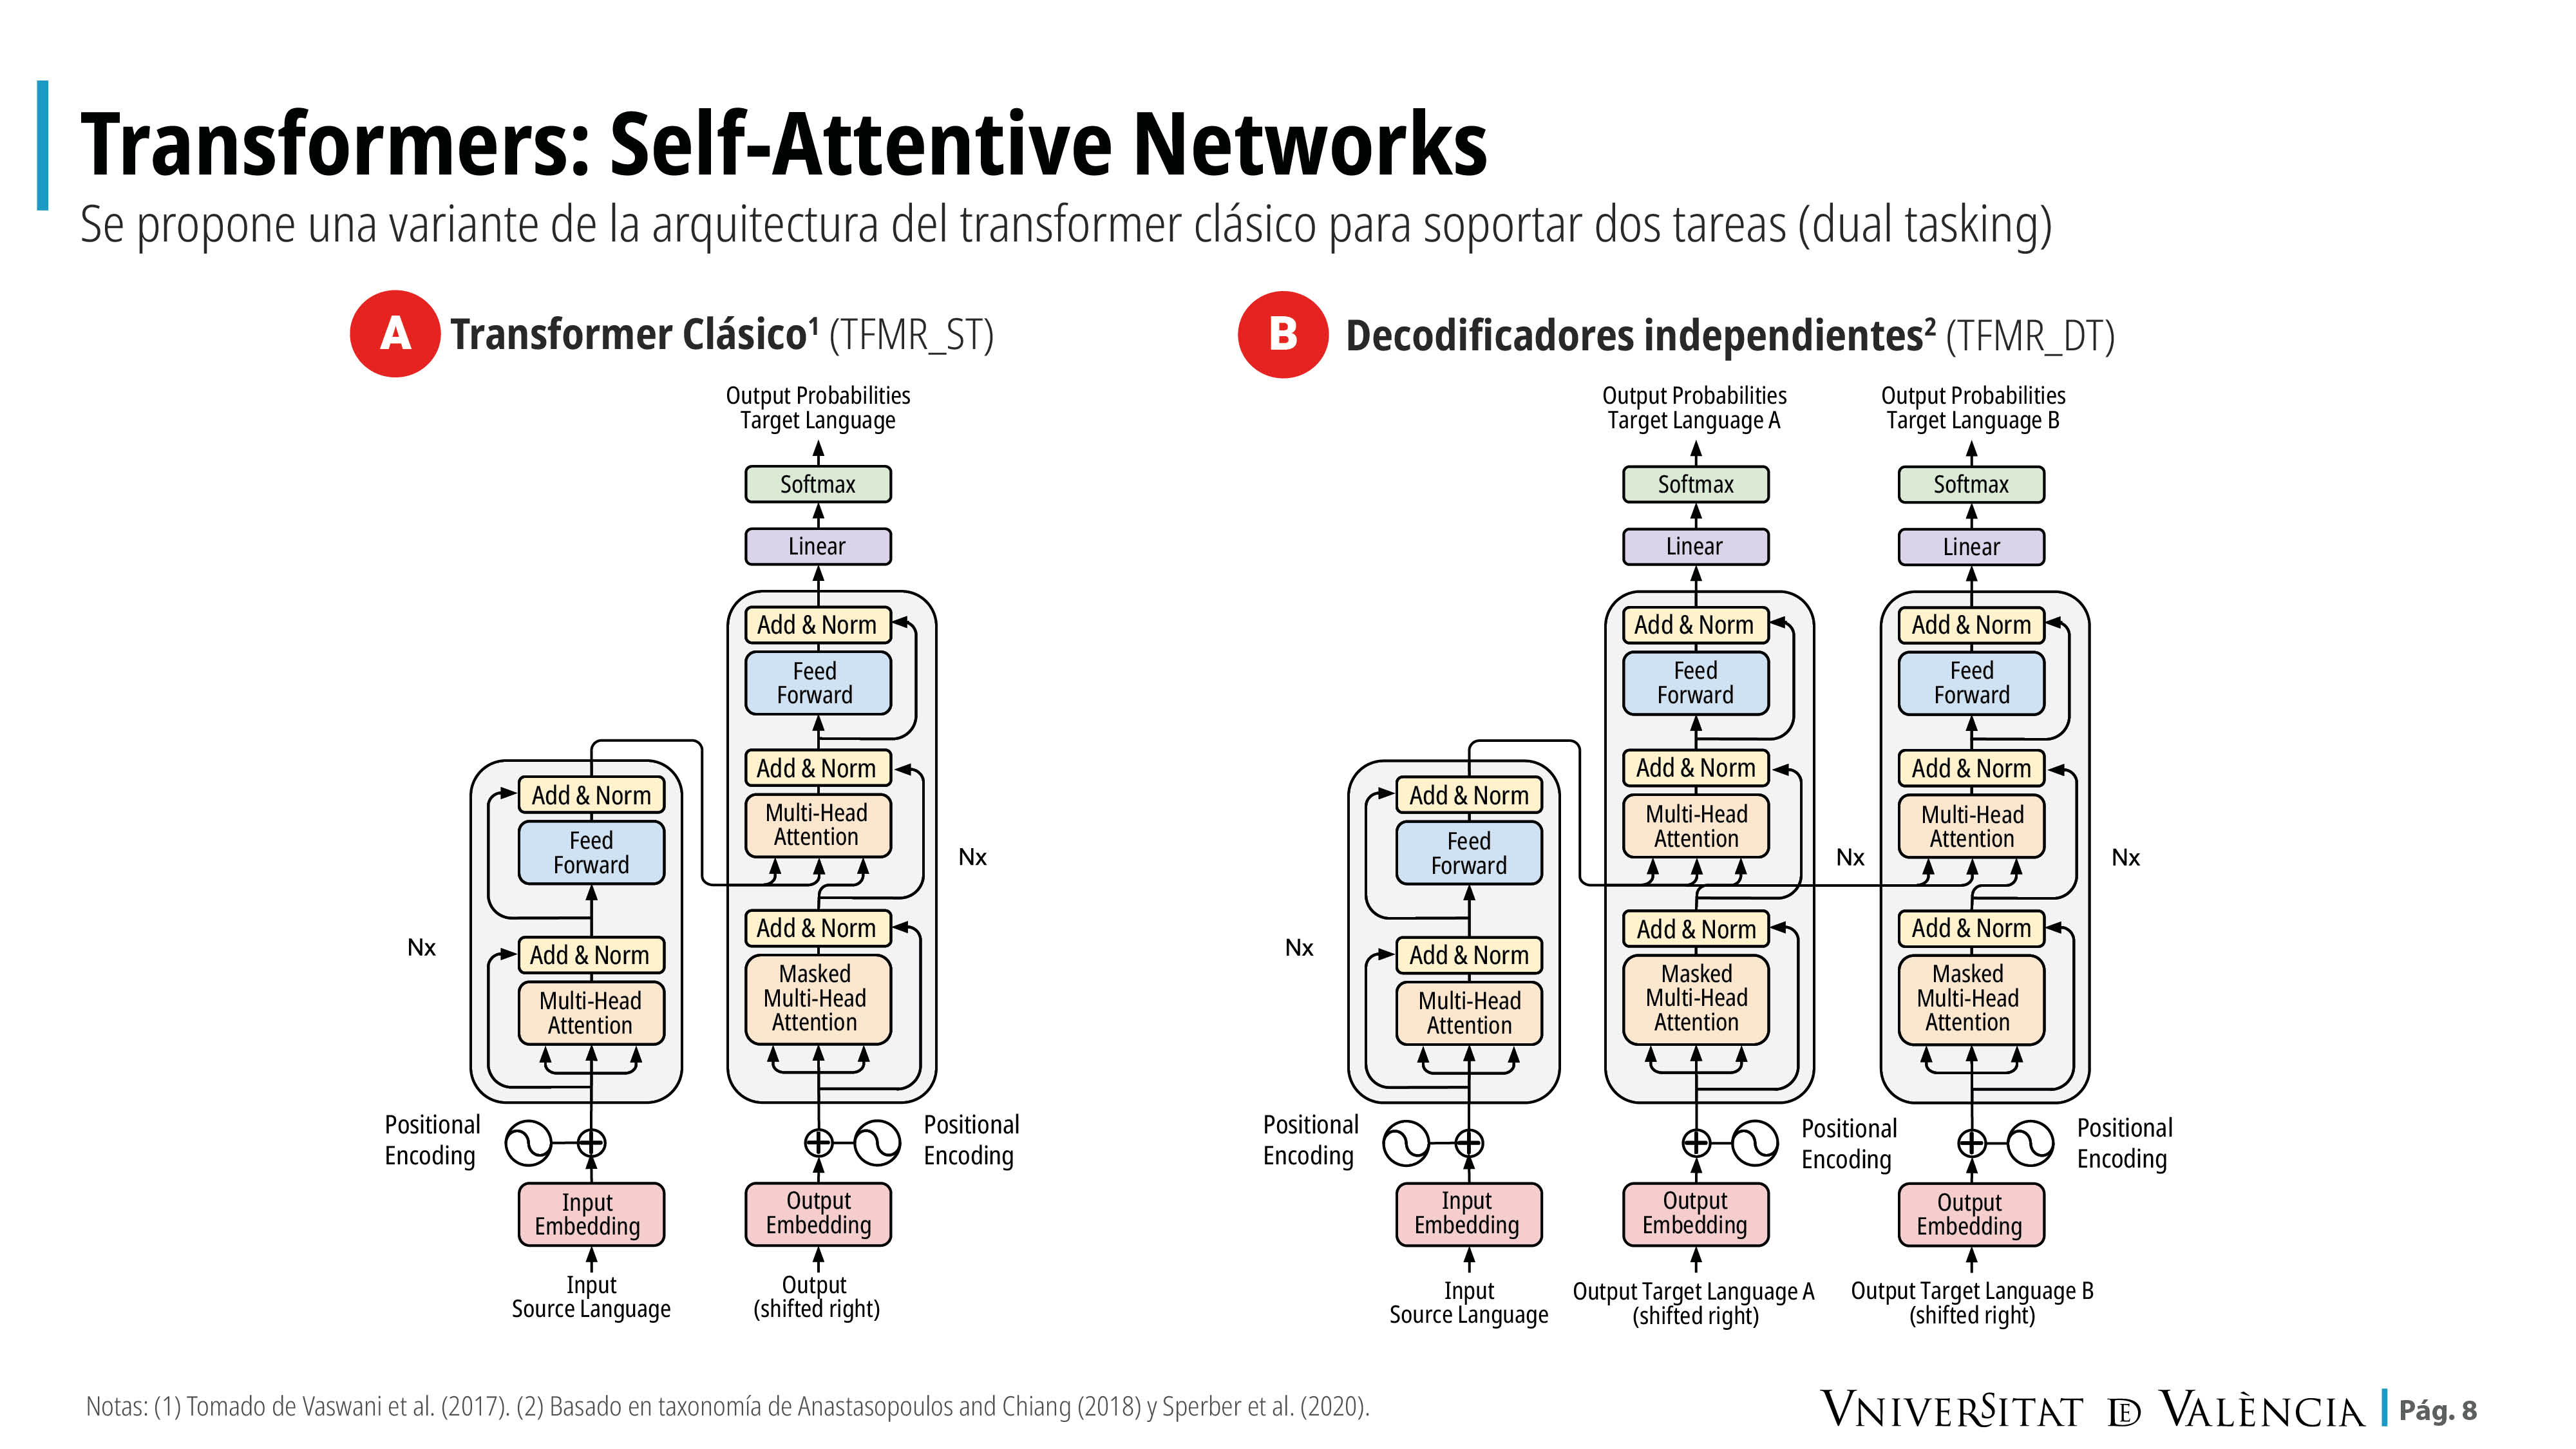 Transformers: Self-Attentive Networks
Se propone una variante de la arquitectura del transformer clásico para soportar dos tareas (dual tasking)
A
Transformer Clásico¹ (TFMR_ST)
Output Probabilities
Target Language
Softmax
Linear
Add & Norm
Feed
Forward
Add & Norm
Multi-Head
Attention
Nx
Add & Norm
Masked
Multi-Head
Attention
Positional
Encoding
Output
Embedding
Output
(shifted right)
Add & Norm
Feed
Forward
Nx
Add & Norm
Multi-Head
Attention
Positional
Encoding
Input
Embedding
Input
Source Language
B
Decodificadores independientes² (TFMR_DT)
Add & Norm
Feed
Forward
Nx
Add & Norm
Multi-Head
Attention
Positional
Encoding
Input
Embedding
Input
Source Language
Output Probabilities
Target Language A
Softmax
Linear
Add & Norm
Feed
Forward
Add & Norm
Multi-Head
Attention
Nx
Add & Norm
Masked
Multi-Head
Attention
Positional
Encoding
Output
Embedding
Output Target Language A
(shifted right)
Output Probabilities
Target Language B
Softmax
Linear
Add & Norm
Feed
Forward
Add & Norm
Multi-Head
Attention
Nx
Add & Norm
Masked
Multi-Head
Attention
Positional
Encoding
Output
Embedding
Output Target Language B
(shifted right)
Notas: (1) Tomado de Vaswani et al. (2017). (2) Basado en taxonomía de Anastasopoulos and Chiang (2018) y Sperber et al. (2020).
VNIVERSITAT DE VALÈNCIA
Pág. 8